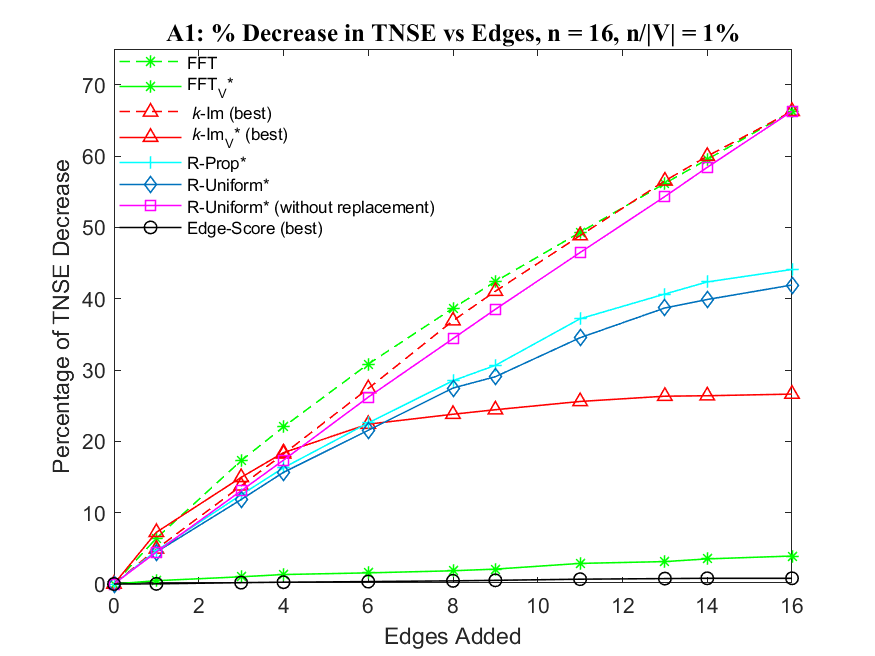 A1: % Decrease in TNSE vs Edges, n = 16, n/|V| = 1%
FFT
FFT_V*
k-Im (best)
k-Im_V* (best)
R-Prop*
R-Uniform*
R-Uniform* (without replacement)
Edge-Score (best)
Percentage of TNSE Decrease
70
60
50
40
30
20
10
0
0 2 4 6 8 10 12 14 16
Edges Added